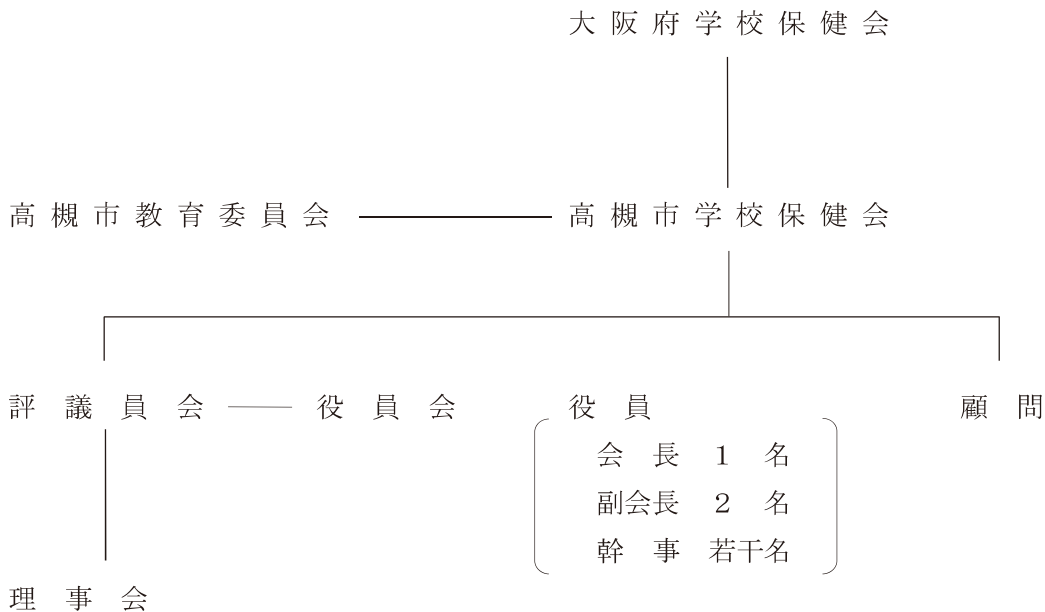 大阪府学校保健会
高槻市教育委員会 高槻市学校保健会
評議員会 役員会 役員 顧問
会長 1 名
副会長 2 名
幹事 若干名
理事会